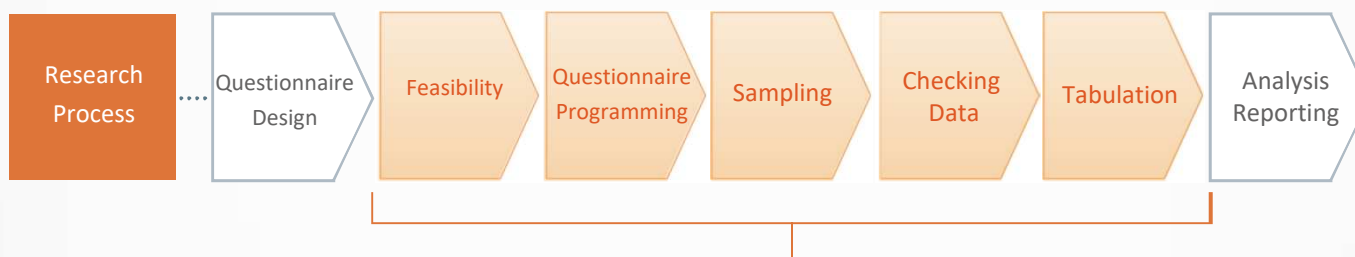 Research
Process
Questionnaire
Design
Feasibility
Questionnaire
Programming
Sampling
Checking
Data
Tabulation
Analysis
Reporting